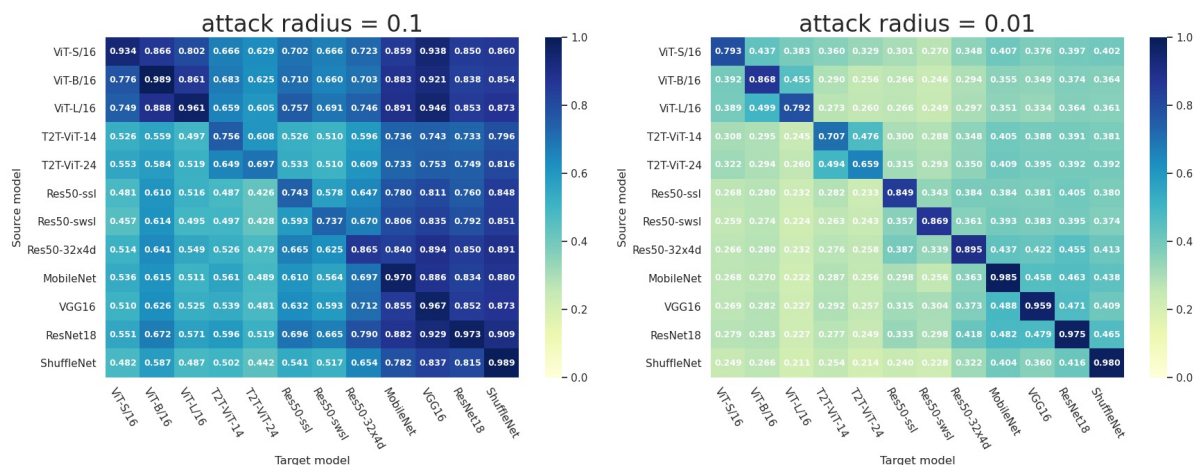 attack radius = 0.1
Source model
ViT-S/16 0.934 0.866 0.802 0.666 0.629 0.702 0.666 0.723 0.859 0.938 0.850 0.860
ViT-B/16 0.776 0.989 0.861 0.683 0.625 0.710 0.660 0.703 0.883 0.921 0.838 0.854
ViT-L/16 0.749 0.888 0.961 0.659 0.605 0.757 0.691 0.746 0.891 0.946 0.853 0.873
T2T-ViT-14 0.526 0.559 0.497 0.756 0.608 0.526 0.510 0.596 0.736 0.743 0.733 0.796
T2T-ViT-24 0.553 0.584 0.519 0.649 0.697 0.533 0.510 0.609 0.733 0.753 0.749 0.816
Res50-ssl 0.481 0.610 0.516 0.487 0.426 0.743 0.578 0.647 0.780 0.811 0.760 0.848
Res50-swsl 0.457 0.614 0.495 0.497 0.428 0.593 0.737 0.670 0.806 0.835 0.792 0.851
Res50-32x4d 0.514 0.641 0.549 0.526 0.479 0.665 0.625 0.865 0.840 0.894 0.850 0.891
MobileNet 0.536 0.615 0.511 0.561 0.489 0.610 0.564 0.697 0.970 0.886 0.834 0.880
VGG16 0.510 0.626 0.525 0.539 0.481 0.632 0.593 0.712 0.855 0.967 0.852 0.873
ResNet18 0.551 0.672 0.571 0.596 0.519 0.696 0.665 0.790 0.882 0.929 0.973 0.909
ShuffleNet 0.482 0.587 0.487 0.502 0.442 0.541 0.517 0.654 0.782 0.837 0.815 0.989
ViT-S/16 ViT-B/16 ViT-L/16 T2T-ViT-14 T2T-ViT-24 Res50-ssl Res50-swsl Res50-32x4d MobileNet VGG16 ResNet18 ShuffleNet
Target model
1.0
0.8
0.6
0.4
0.2
0.0
attack radius = 0.01
Source model
ViT-S/16 0.793 0.437 0.383 0.360 0.329 0.301 0.270 0.348 0.407 0.376 0.397 0.402
ViT-B/16 0.392 0.868 0.455 0.290 0.256 0.266 0.246 0.294 0.355 0.349 0.374 0.364
ViT-L/16 0.389 0.499 0.792 0.273 0.260 0.266 0.249 0.297 0.351 0.334 0.364 0.361
T2T-ViT-14 0.308 0.295 0.245 0.707 0.476 0.300 0.288 0.348 0.405 0.388 0.391 0.381
T2T-ViT-24 0.322 0.294 0.260 0.494 0.659 0.315 0.293 0.350 0.409 0.395 0.392 0.392
Res50-ssl 0.268 0.280 0.232 0.282 0.233 0.849 0.343 0.384 0.384 0.381 0.405 0.380
Res50-swsl 0.259 0.274 0.224 0.263 0.243 0.357 0.869 0.361 0.393 0.383 0.395 0.374
Res50-32x4d 0.266 0.280 0.232 0.276 0.258 0.387 0.339 0.895 0.437 0.422 0.455 0.413
MobileNet 0.268 0.270 0.222 0.287 0.286 0.298 0.256 0.363 0.985 0.458 0.463 0.438
VGG16 0.269 0.282 0.227 0.292 0.257 0.315 0.304 0.373 0.488 0.959 0.471 0.409
ResNet18 0.279 0.283 0.227 0.277 0.249 0.333 0.298 0.418 0.482 0.479 0.975 0.465
ShuffleNet 0.249 0.266 0.211 0.254 0.214 0.240 0.228 0.322 0.404 0.360 0.416 0.980
ViT-S/16 ViT-B/16 ViT-L/16 T2T-ViT-14 T2T-ViT-24 Res50-ssl Res50-swsl Res50-32x4d MobileNet VGG16 ResNet18 ShuffleNet
Target model
1.0
0.8
0.6
0.4
0.2
0.0